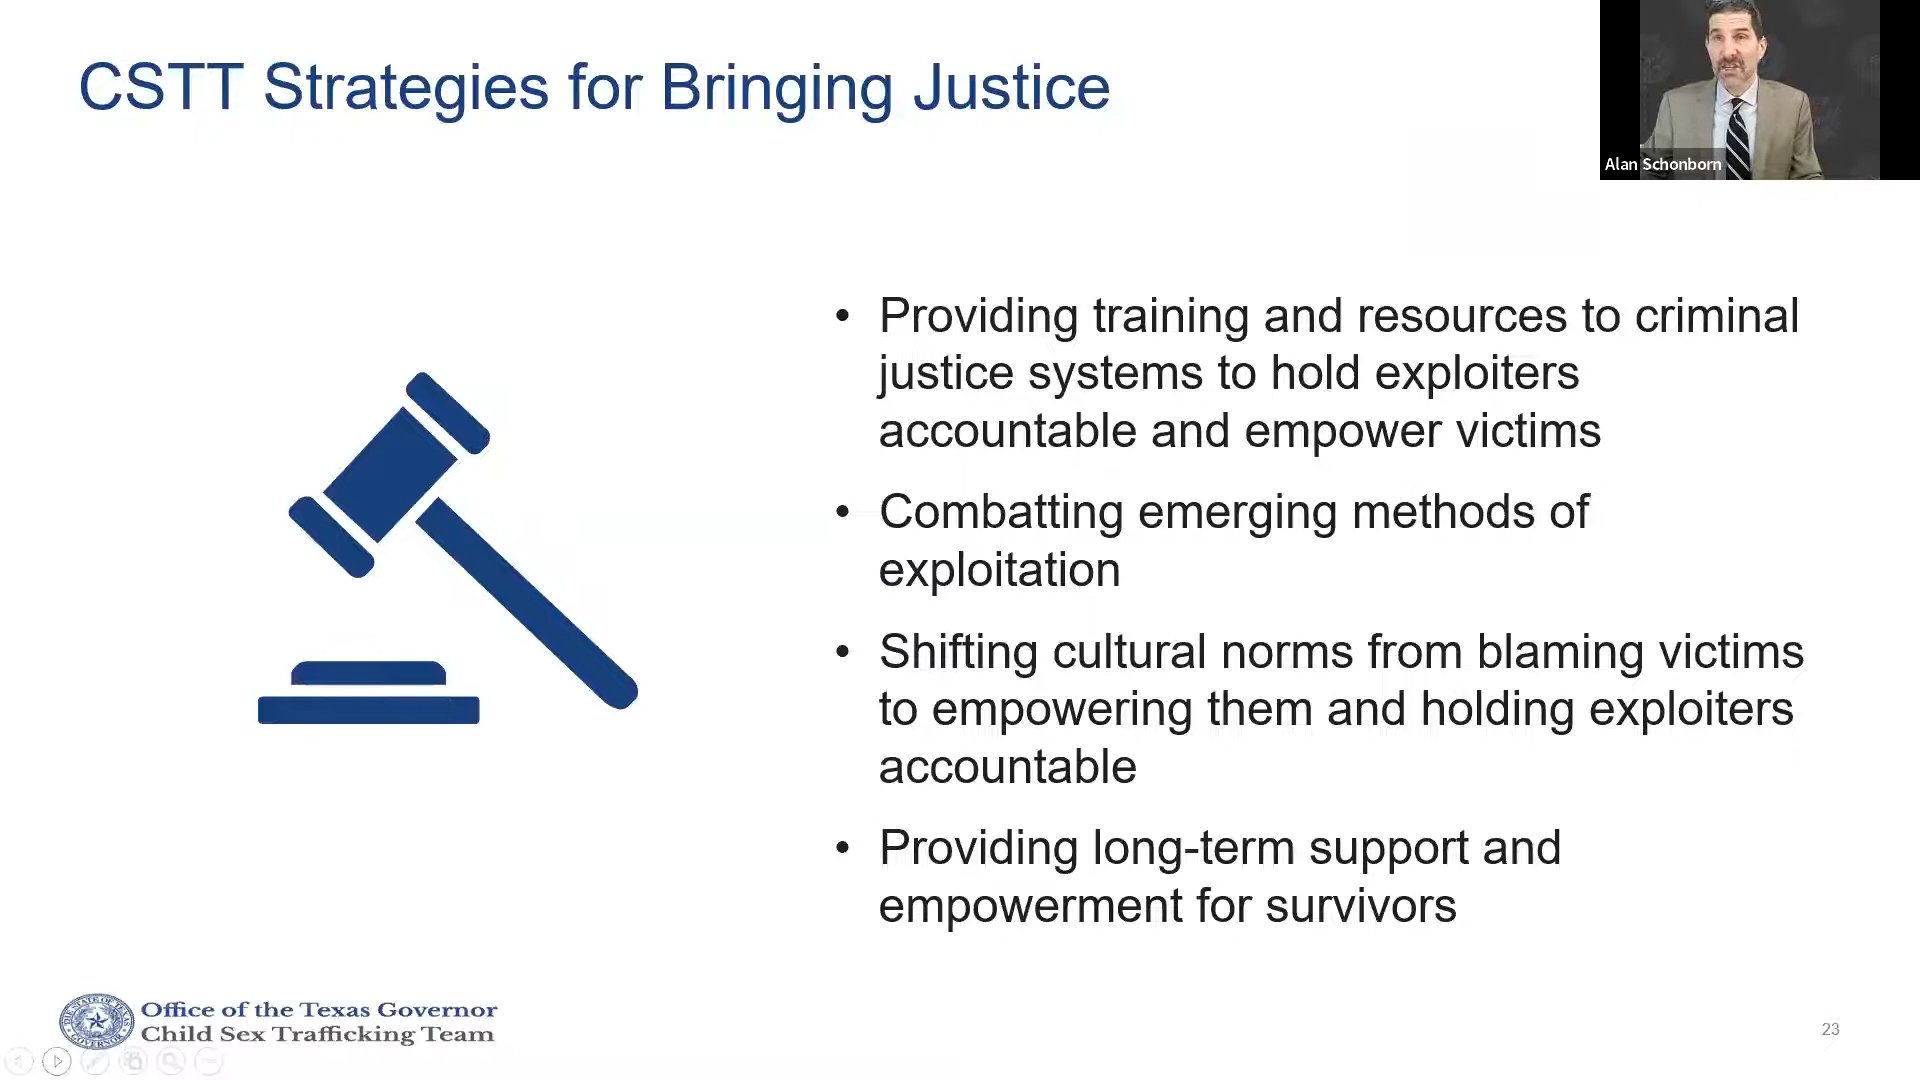 CSTT Strategies for Bringing Justice
Alan Schonborn
• Providing training and resources to criminal
justice systems to hold exploiters
accountable and empower victims
• Combatting emerging methods of
exploitation
• Shifting cultural norms from blaming victims
to empowering them and holding exploiters
accountable
• Providing long-term support and
empowerment for survivors
Office of the Texas Governor
Child Sex Trafficking Team
23